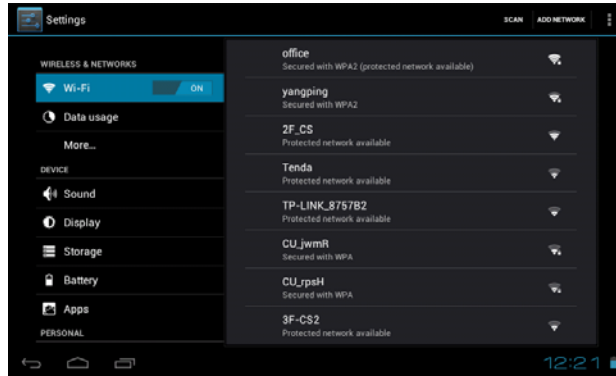 Settings
SCAN
ADD NETWORK
WIRELESS & NETWORKS
Wi-Fi
ON
Data usage
More...
DEVICE
Sound
Display
Storage
Battery
Apps
PERSONAL
office
Secured with WPA2 (protected network available)
yangping
Secured with WPA2
2F_CS
Protected network available
Tenda
Protected network available
TP-LINK_8757B2
Protected network available
CU_jwmR
Secured with WPA
CU_rpsH
Secured with WPA
3F-CS2
Protected network available
12:21